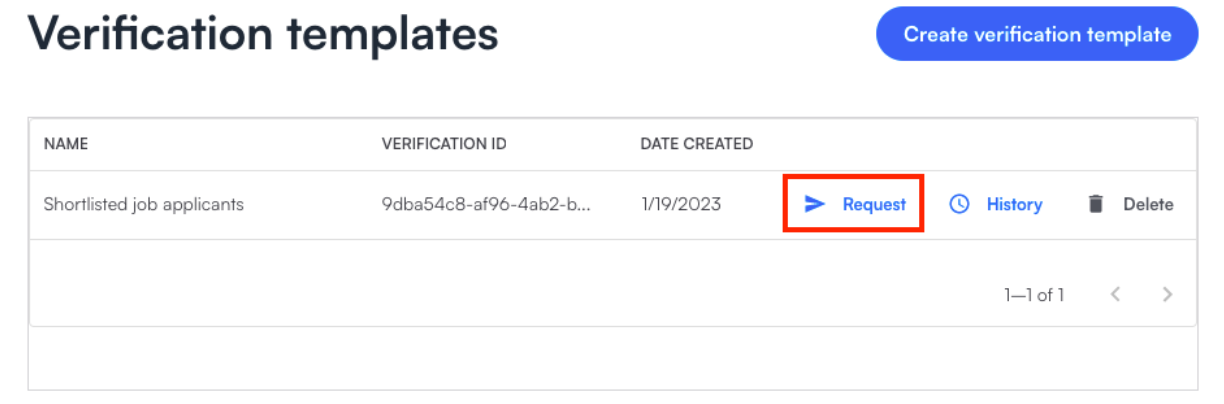 Verification templates
Create verification template
NAME VERIFICATION ID DATE CREATED
Shortlisted job applicants 9dba54c8-af96-4ab2-b... 1/19/2023 Request History Delete
1–1 of 1